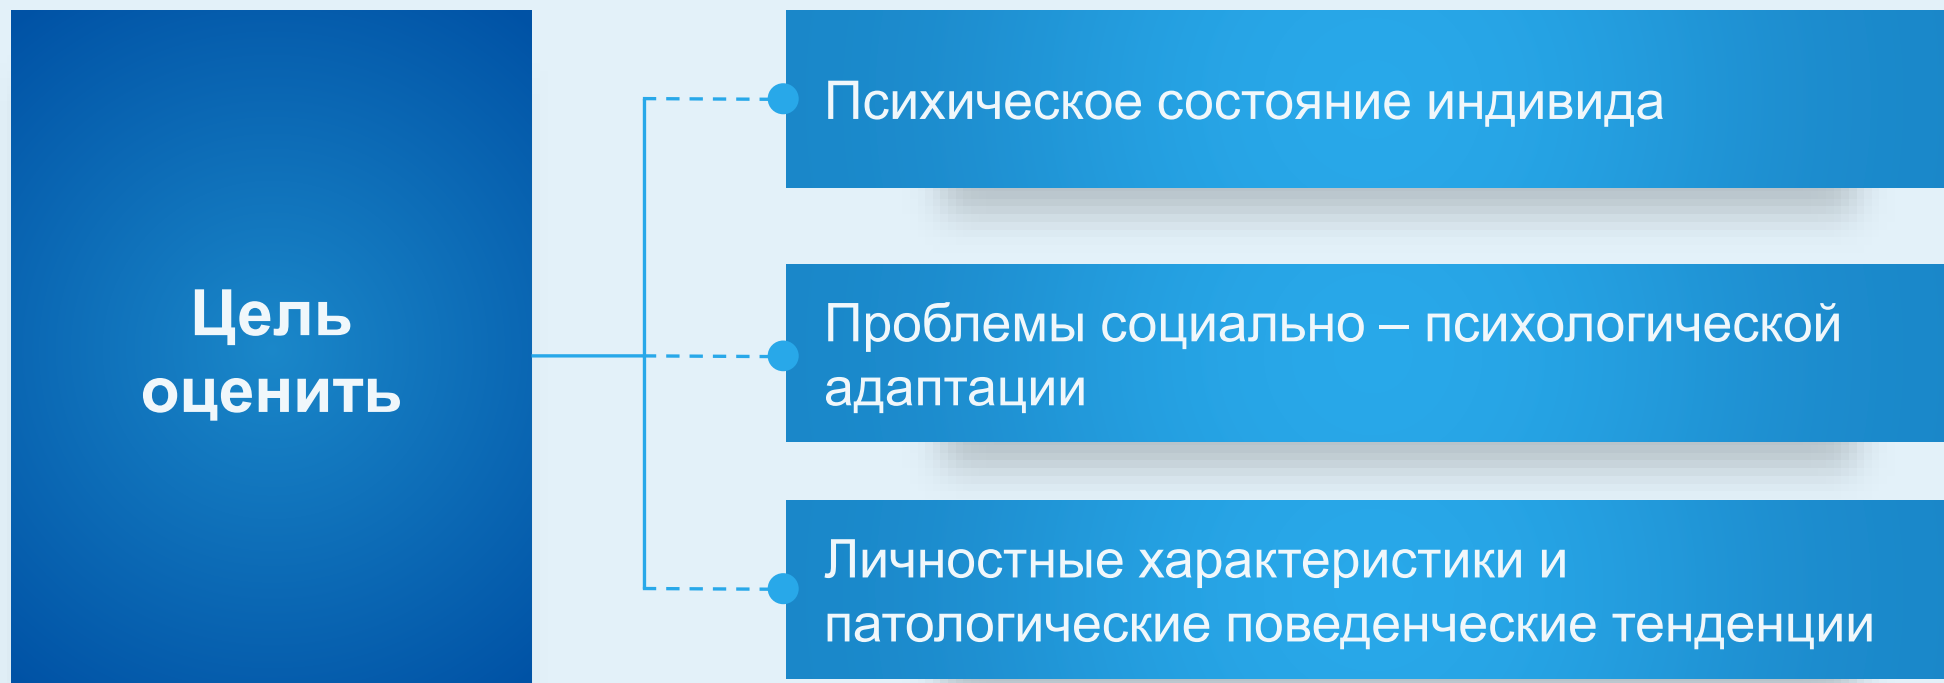 Цель
оценить
Психическое состояние индивида
Проблемы социально – психологической
адаптации
Личностные характеристики и
патологические поведенческие тенденции